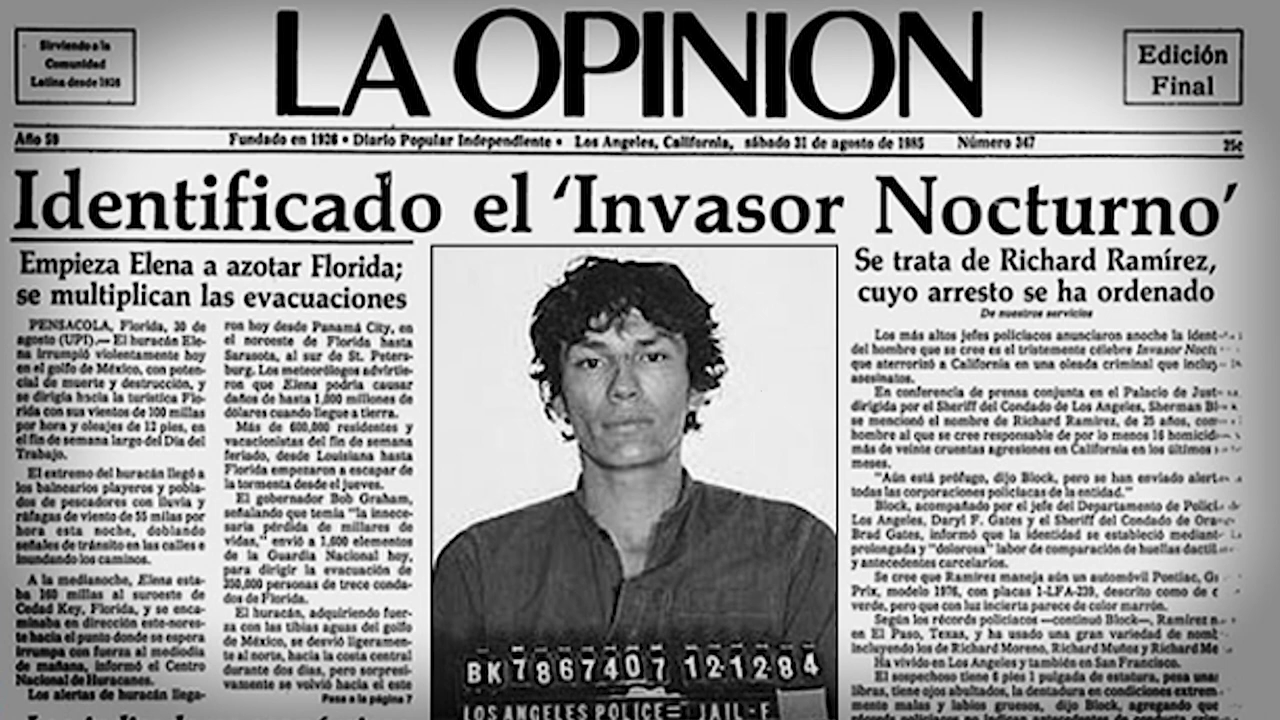 Sirviendo a la
Comunidad
Latina desde 1926
LA OPINION
Edición
Final
Año 59
Fundado en 1926 • Diario Popular Independiente • Los Angeles, California, sábado 31 de agosto de 1985
Número 347
25c
Identificado el ‘Invasor Nocturno’
Empieza Elena a azotar Florida;
se multiplican las evacuaciones
PENSACOLA, Florida, 30 de
agosto (UPI).— El huracán Ele-
na irrumpió violentamente hoy
en el golfo de México, con poten-
cial de muerte y destrucción, y
se dirigía hacia la turística Flo-
rida con sus vientos de 100 millas
por hora y oleajes de 12 pies, en
el fin de semana largo del Día del
Trabajo.
El extremo del huracán llegó a
los balnearios playeros y pobla-
dos de pescadores con lluvia y
ráfagas de viento de 55 milas por
hora esta noche, doblando
señales de tránsito en las calles e
inundando los caminos.
A la medianoche, Elena esta-
ba 160 millas al suroeste de
Cedad Key, Florida, y se enca-
minaba en dirección este-nores-
te hacia el punto donde se espera
irrumpa con fuerza al mediodía
de mañana, informó el Centro
Nacional de Huracanes.
Los alertas de huracán llega-
ron hoy desde Panamá City, en
el noroeste de Florida hasta
Sarasota, al sur de St. Peters-
burg. Los meteorólogos advirtie-
ron que Elena podría causar
daños de hasta 1,000 millones de
dólares cuando llegue a tierra.
Más de 600,000 residentes y
vacacionistas del fin de semana
feriado, desde Louisiana hasta
Florida empezaron a escapar de
la tormenta desde el jueves.
El gobernador Bob Graham,
señalando que temía "la innece-
saria pérdida de millares de
vidas," envió a 1,600 elementos
de la Guardia Nacional hoy,
para dirigir la evacuación de
350,000 personas de trece conda-
dos de Florida.
El huracán, adquiriendo fuer-
za con las tibias aguas del golfo
de México, se desvió ligeramen-
te al norte, hacia la costa central
durante dos días, pero sorpresi-
vamente se volvió hacia el este
Pasa a la página 7
BK7867407 121284
LOS ANGELES POLICE= JAIL-F
Se trata de Richard Ramírez,
cuyo arresto se ha ordenado
De nuestros servicios
Los más altos jefes policíacos anunciaron anoche la ident
del hombre que se cree es el tristemente célebre Invasor Noct
que aterrorizó a California en una oleada criminal que incluy
asesinatos.
En conferencia de prensa conjunta en el Palacio de Just
dirigida por el Sheriff del Condado de Los Angeles, Sherman Bl
se mencionó el nombre de Richard Ramírez, de 25 años, com
hombre al que se cree responsable de por lo menos 16 homicid
más de veinte cruentas agresiones en California en los últimos
meses.
"Aún está prófugo, dijo Block, pero se han enviado alert
todas las corporaciones policíacas de la entidad."
Block, acompañado por el jefe del Departamento de Polici
Los Angeles, Daryl F. Gates y el Sheriff del Condado de Ora
Brad Gates, informó que la identidad se estableció mediant
prolongada y "dolorosa" labor de comparación de huellas dactil
y antecedentes carcelarios.
Se cree que Ramírez maneja aún un automóvil Pontiac, G
Prix, modelo 1976, con placas 1-LFA-239, descrito como de c
verde, pero que con luz incierta parece de color marrón.
Según los récords policíacos —continuó Block—, Ramírez n
en El Paso, Texas, y ha usado una gran variedad de nomb
incluyendo los de Richard Moreno, Richard Muñoz y Richard Me
Ha vivido en Los Angeles y también en San Francisco.
El sospechoso tiene 6 pies 1 pulgada de estatura, pesa unas
libras, tiene ojos abultados, la dentadura en condiciones extrem
mente malas y labios gruesos, dijo Block, agregando que